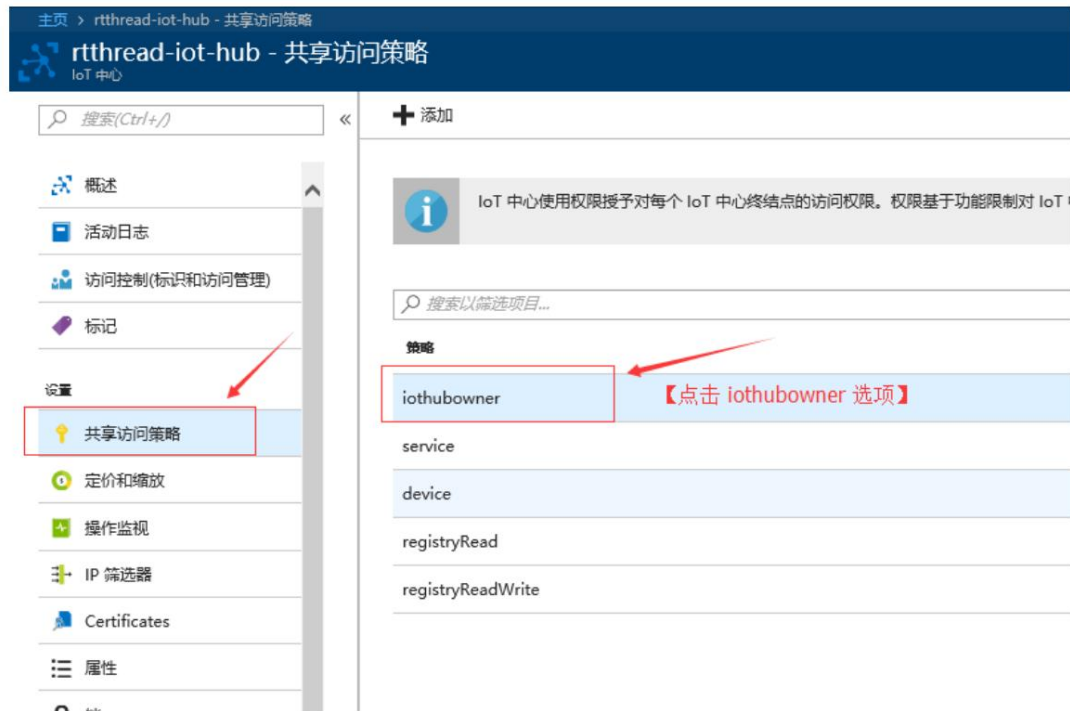 主页 > rtthread-iot-hub - 共享访问策略
rtthread-iot-hub - 共享访问策略
IoT 中心
搜索(Ctrl+/)
«
概述
活动日志
访问控制(标识和访问管理)
标记
设置
共享访问策略
定价和缩放
操作监视
IP 筛选器
Certificates
属性
添加
IoT 中心使用权限授予对每个 IoT 中心终结点的访问权限。权限基于功能限制对 IoT
搜索以筛选项目...
策略
iothubowner
【点击 iothubowner 选项】
service
device
registryRead
registryReadWrite